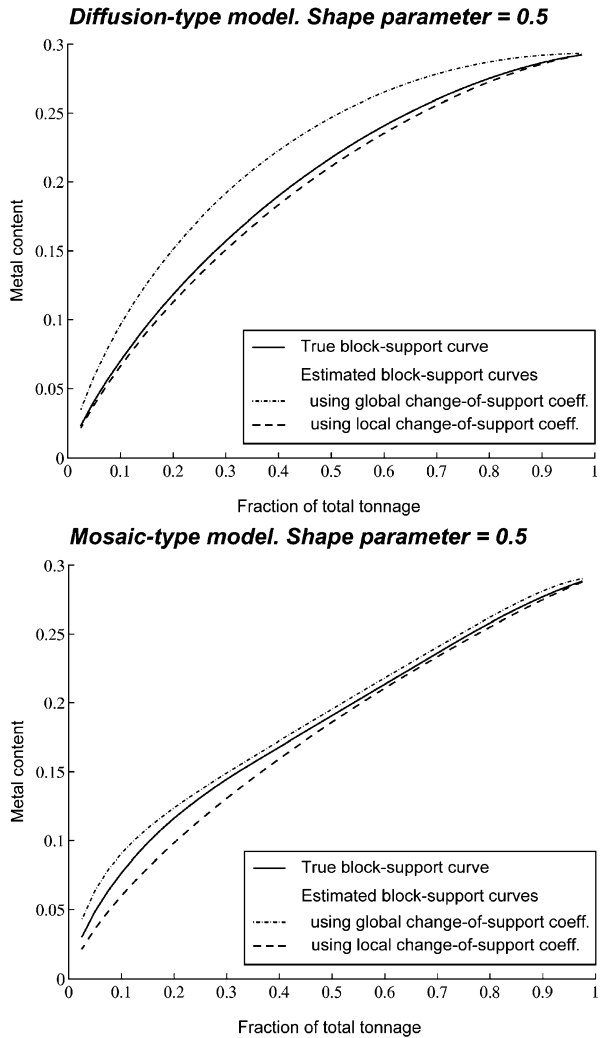 Diffusion-type model. Shape parameter = 0.5
0.3
0.25
0.2
0.15
0.1
0.05
0
Metal content
True block-support curve
Estimated block-support curves
using global change-of-support coeff.
using local change-of-support coeff.
0 0.1 0.2 0.3 0.4 0.5 0.6 0.7 0.8 0.9 1
Fraction of total tonnage
Mosaic-type model. Shape parameter = 0.5
0.3
0.25
0.2
0.15
0.1
0.05
0
Metal content
True block-support curve
Estimated block-support curves
using global change-of-support coeff.
using local change-of-support coeff.
0 0.1 0.2 0.3 0.4 0.5 0.6 0.7 0.8 0.9 1
Fraction of total tonnage